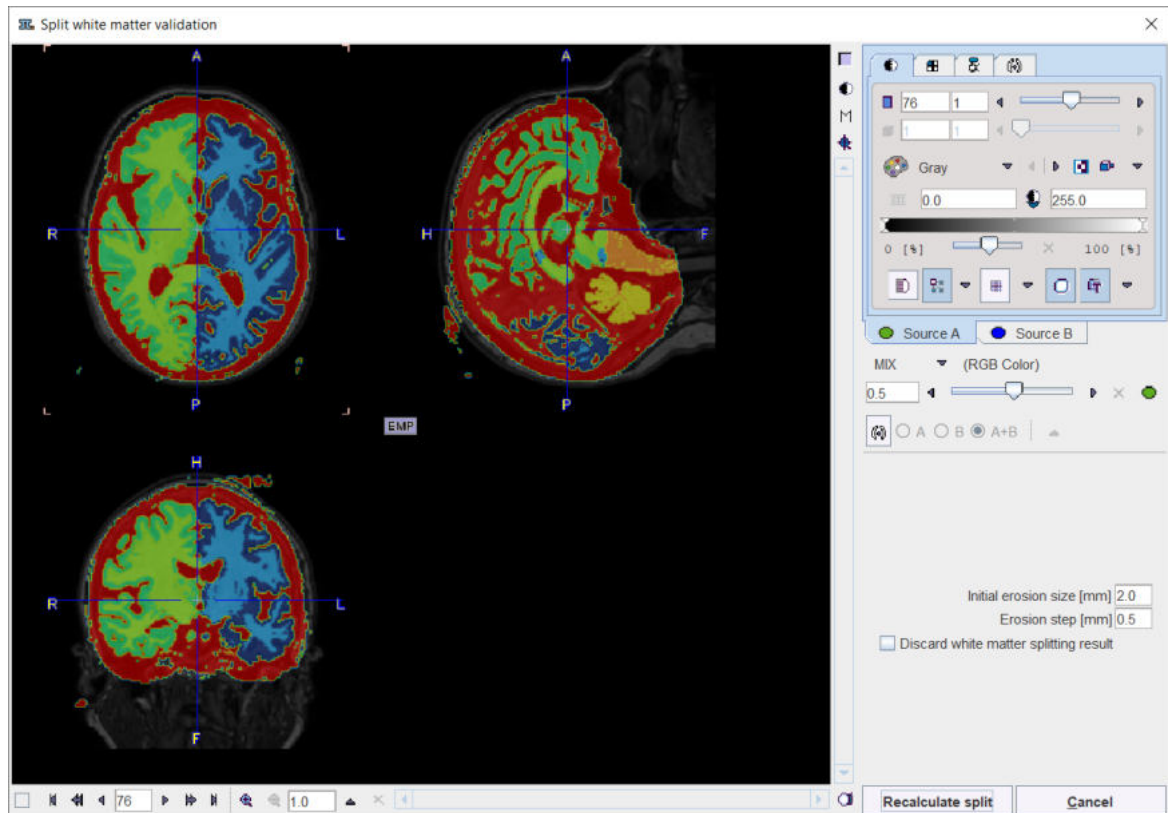 Split white matter validation
A
A
R
L
H
F
P
P
EMP
H
R
L
F
76
1
1
1
Gray
0.0
255.0
0 [%]
100 [%]
Source A
Source B
MIX
(RGB Color)
0.5
A
B
A+B
Initial erosion size [mm] 2.0
Erosion step [mm] 0.5
Discard white matter splitting result
76
1.0
Recalculate split
Cancel
M